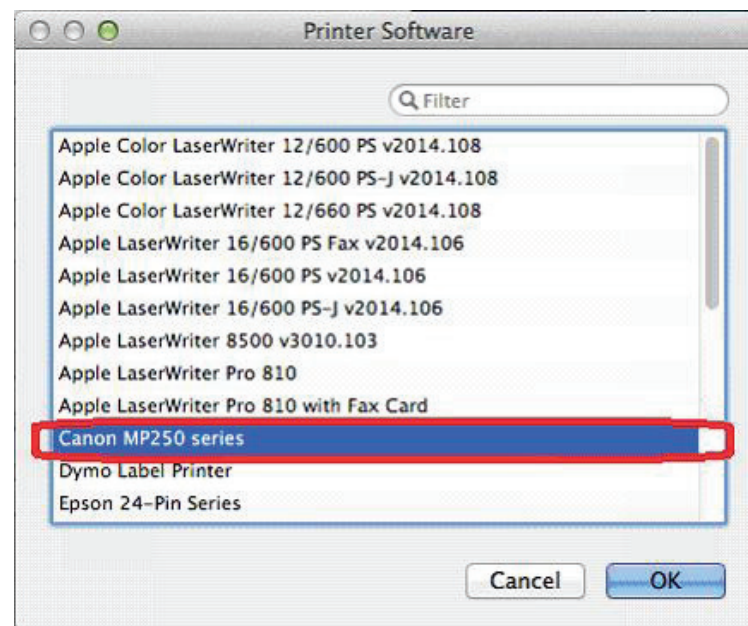 Printer Software
Filter
Apple Color LaserWriter 12/600 PS v2014.108
Apple Color LaserWriter 12/600 PS-J v2014.108
Apple Color LaserWriter 12/660 PS v2014.108
Apple LaserWriter 16/600 PS Fax v2014.106
Apple LaserWriter 16/600 PS v2014.106
Apple LaserWriter 16/600 PS-J v2014.106
Apple LaserWriter 8500 v3010.103
Apple LaserWriter Pro 810
Apple LaserWriter Pro 810 with Fax Card
Canon MP250 series
Dymo Label Printer
Epson 24-Pin Series
Cancel OK